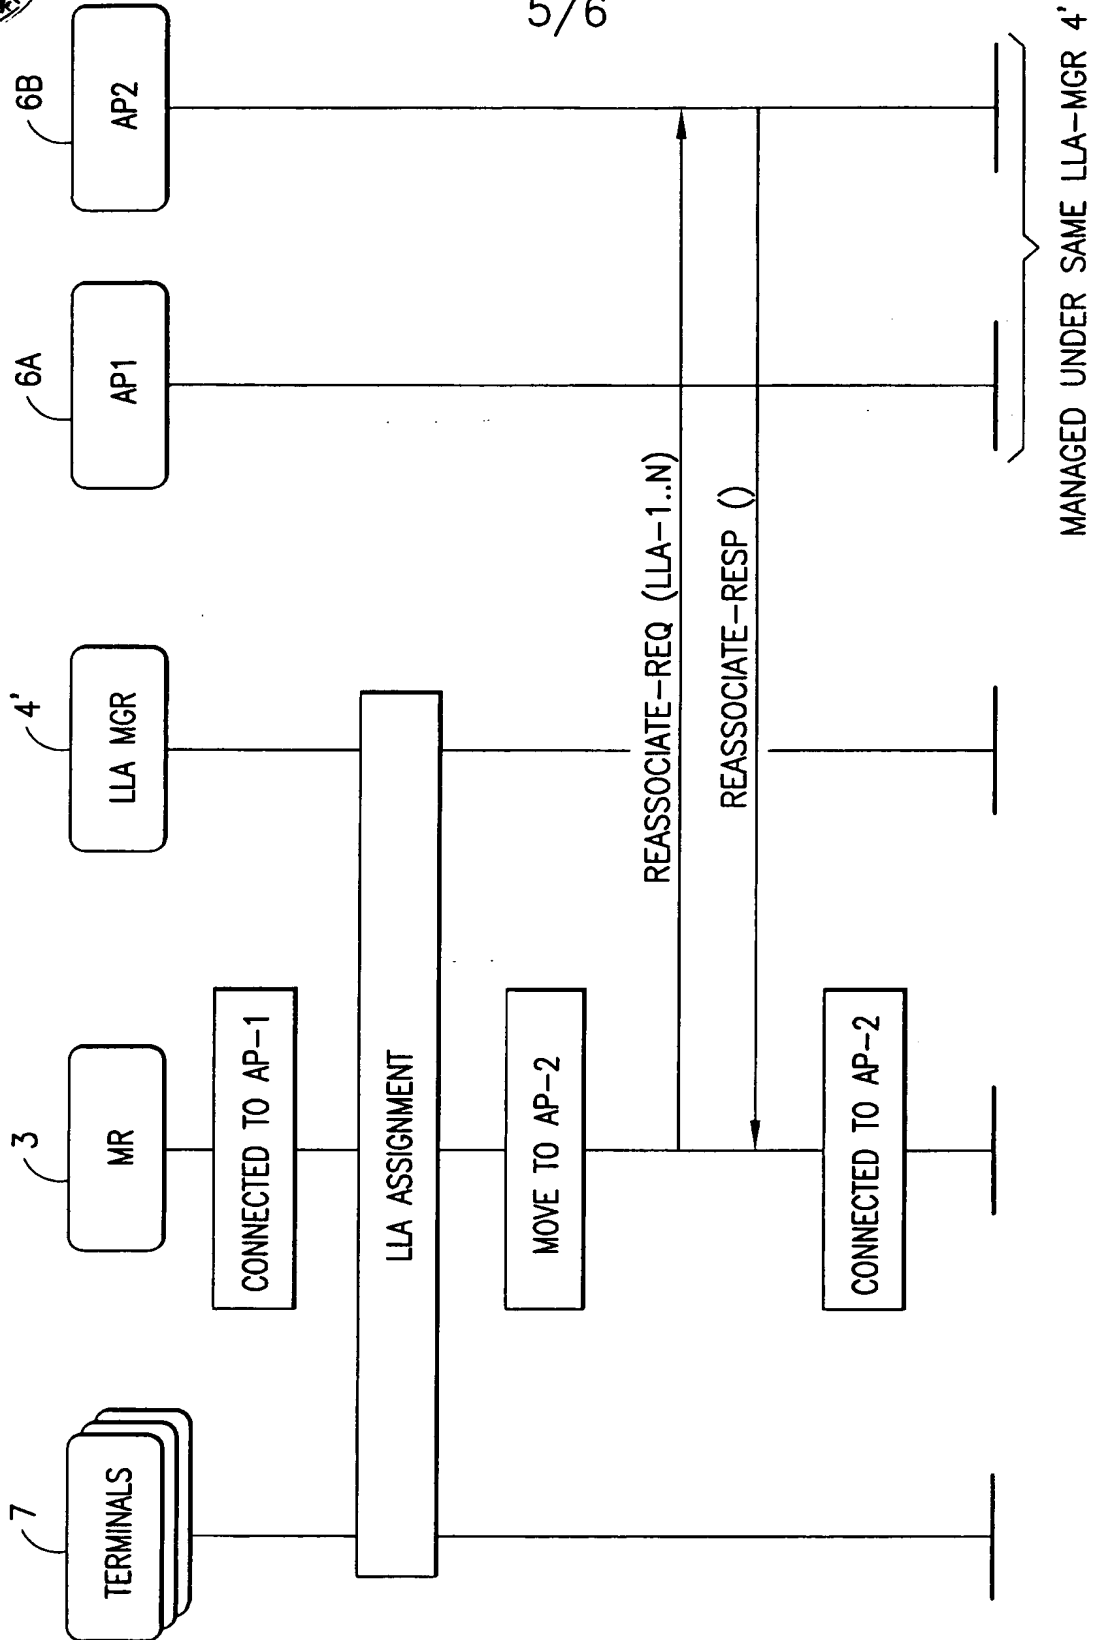 5/6
7
TERMINALS
3
MR
4'
LLA MGR
6A
AP1
6B
AP2
CONNECTED TO AP-1
LLA ASSIGNMENT
MOVE TO AP-2
REASSOCIATE-REQ (LLA-1..N)
REASSOCIATE-RESP ()
CONNECTED TO AP-2
MANAGED UNDER SAME LLA-MGR 4'